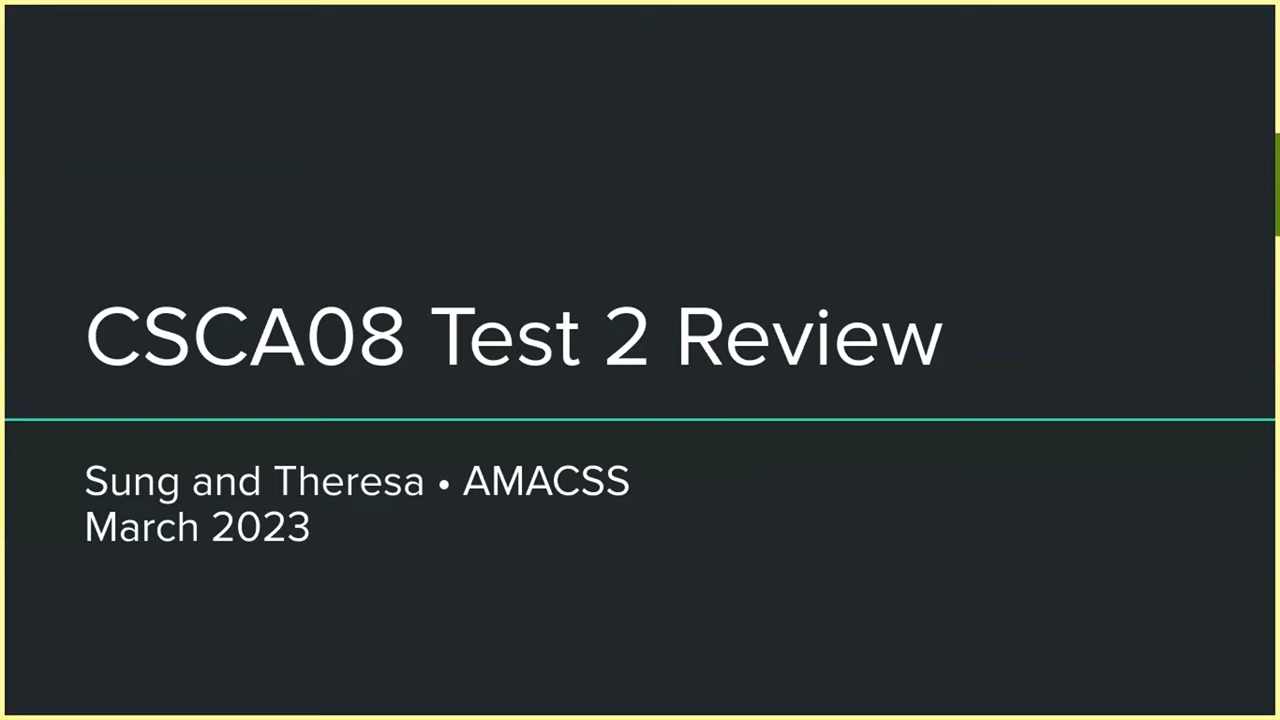 CSCA08 Test 2 Review
Sung and Theresa • AMACSS
March 2023